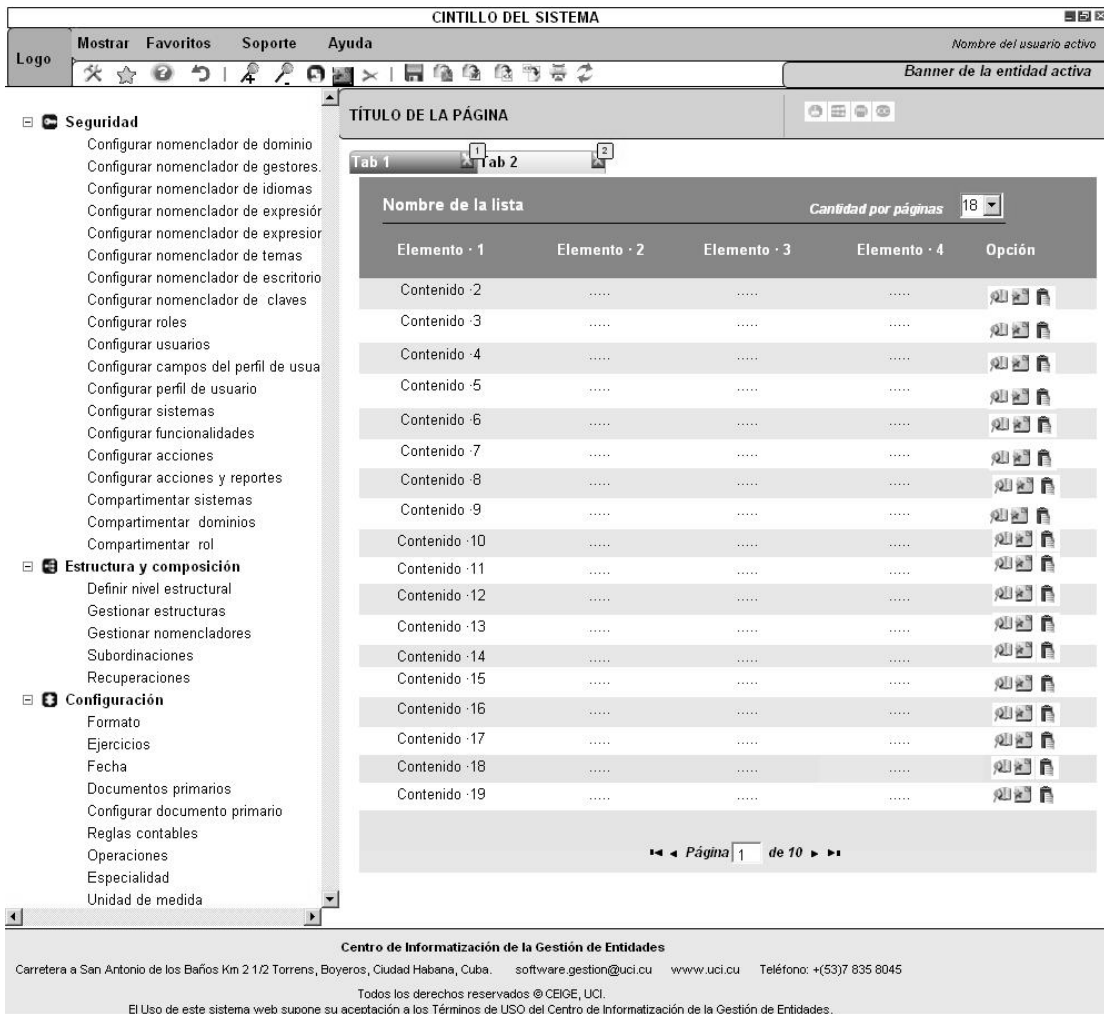 CINTILLO DEL SISTEMA
Logo
Mostrar Favoritos Soporte Ayuda
Nombre del usuario activo
Banner de la entidad activa
Seguridad
Configurar nomenclador de dominio
Configurar nomenclador de gestores.
Configurar nomenclador de idiomas
Configurar nomenclador de expresión
Configurar nomenclador de expresion
Configurar nomenclador de temas
Configurar nomenclador de escritorio
Configurar nomenclador de claves
Configurar roles
Configurar usuarios
Configurar campos del perfil de usua
Configurar perfil de usuario
Configurar sistemas
Configurar funcionalidades
Configurar acciones
Configurar acciones y reportes
Compartimentar sistemas
Compartimentar dominios
Compartimentar rol
Estructura y composición
Definir nivel estructural
Gestionar estructuras
Gestionar nomencladores
Subordinaciones
Recuperaciones
Configuración
Formato
Ejercicios
Fecha
Documentos primarios
Configurar documento primario
Reglas contables
Operaciones
Especialidad
Unidad de medida
TÍTULO DE LA PÁGINA
Tab 1 1 Tab 2 2
Nombre de la lista Cantidad por páginas 18
Elemento · 1 Elemento · 2 Elemento · 3 Elemento · 4 Opción
Contenido ·2 ..... ..... .....
Contenido ·3 ..... ..... .....
Contenido ·4 ..... ..... .....
Contenido ·5 ..... ..... .....
Contenido ·6 ..... ..... .....
Contenido ·7 ..... ..... .....
Contenido ·8 ..... ..... .....
Contenido ·9 ..... ..... .....
Contenido ·10 ..... ..... .....
Contenido ·11 ..... ..... .....
Contenido ·12 ..... ..... .....
Contenido ·13 ..... ..... .....
Contenido ·14 ..... ..... .....
Contenido ·15 ..... ..... .....
Contenido ·16 ..... ..... .....
Contenido ·17 ..... ..... .....
Contenido ·18 ..... ..... .....
Contenido ·19 ..... ..... .....
Página 1 de 10
Centro de Informatización de la Gestión de Entidades
Carretera a San Antonio de los Baños Km 2 1/2 Torrens, Boyeros, Ciudad Habana, Cuba. software.gestion@uci.cu www.uci.cu Teléfono: +(53)7 835 8045
Todos los derechos reservados © CEIGE, UCI.
El Uso de este sistema web supone su aceptación a los Términos de USO del Centro de Informatización de la Gestión de Entidades.